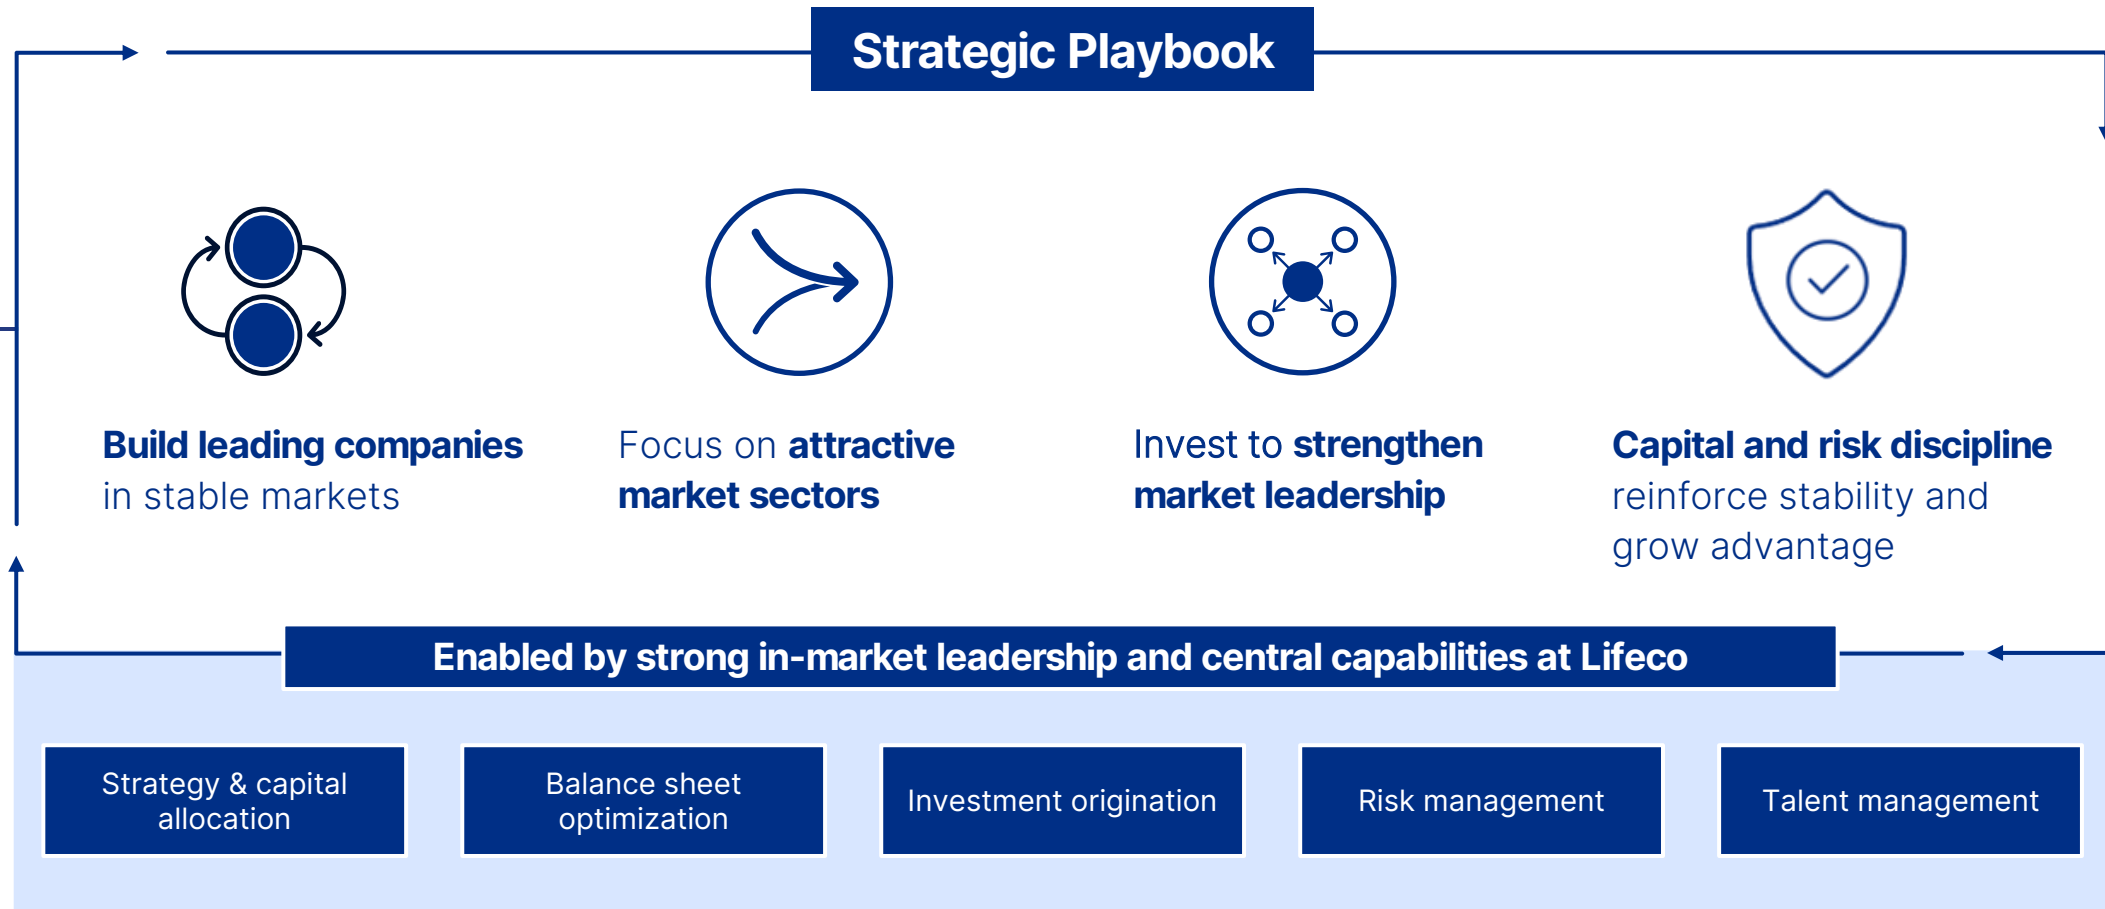 Strategic Playbook
Build leading companies
in stable markets
Focus on attractive
market sectors
Invest to strengthen
market leadership
Capital and risk discipline
reinforce stability and
grow advantage
Enabled by strong in-market leadership and central capabilities at Lifeco
Strategy & capital
allocation
Balance sheet
optimization
Investment origination
Risk management
Talent management